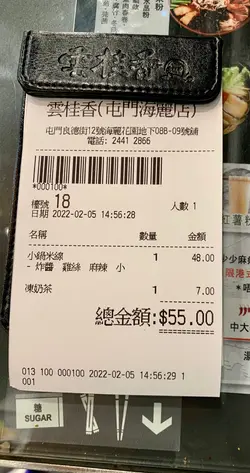 雲桂香
雲桂香(屯門海麗店)
屯門良德街12號海麗花園地下08B-09號舖
電話: 2441 2866
*000100*
檯號 18
人數 1
日期 2022-02-05 14:56:28
名稱 數量 金額
小鍋米線 1 48.00
- 炸醬 雞絲 麻辣 小
凍奶茶 1 7.00
總金額:$55.00
013 100 000100 2022-02-05 14:56:29 1
001
糖
SUGAR